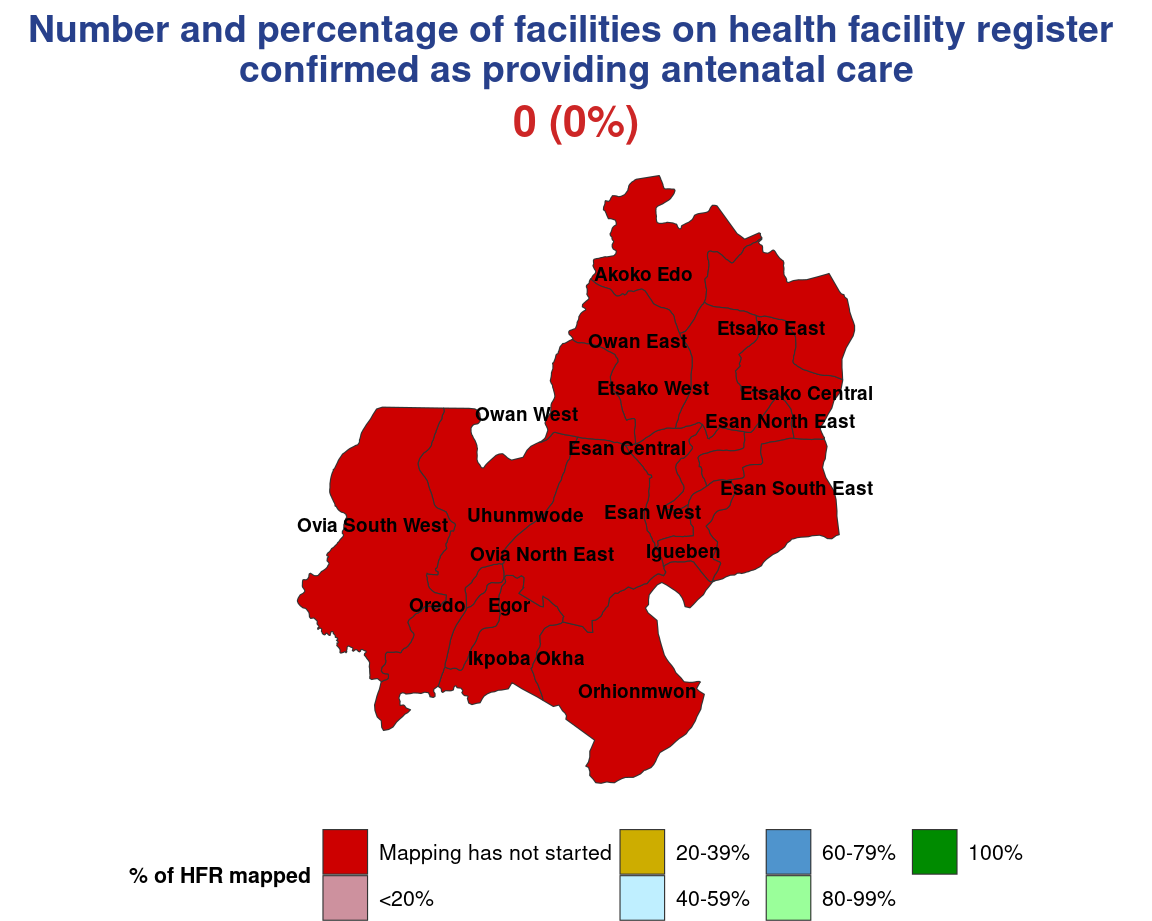 Number and percentage of facilities on health facility register
confirmed as providing antenatal care
0 (0%)
Akoko Edo
Etsako East
Owan East
Etsako West
Etsako Central
Owan West
Esan North East
Esan Central
Esan South East
Esan West
Uhunmwode
Ovia South West
Igueben
Ovia North East
Oredo
Egor
Ikpoba Okha
Orhionmwon
% of HFR mapped
Mapping has not started
<20%
20-39%
40-59%
60-79%
80-99%
100%